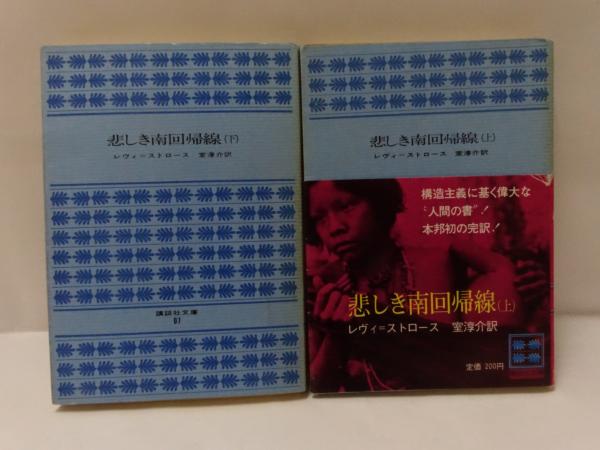 悲しき南回帰線(下)
レヴィ=ストロース 室淳介訳
講談社文庫
B7
悲しき南回帰線(上)
レヴィ=ストロース 室淳介訳
構造主義に基く偉大な
“人間の書”!
本邦初の完訳!
悲しき南回帰線(上)
レヴィ=ストロース 室淳介訳
定価 200円